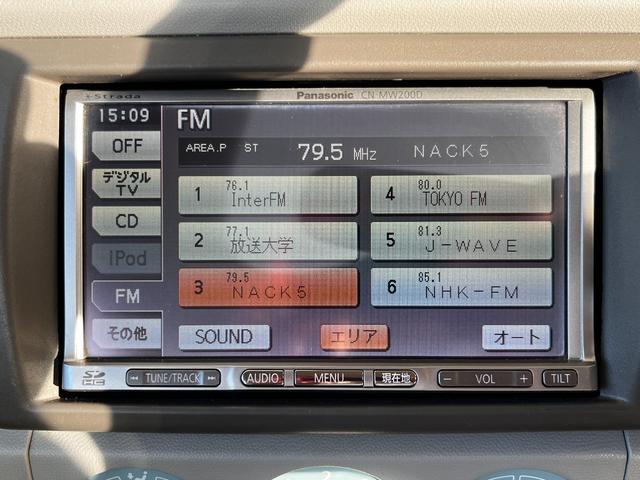 Strada
Panasonic CN-MW200D
15:09
FM
OFF
AREA.P ST 79.5 MHz NACK5
デジタル
TV
1 76.1 InterFM
4 80.0 TOKYO FM
CD
2 77.1 放送大学
5 81.3 J-WAVE
iPod
3 79.5 NACK5
6 85.1 NHK-FM
FM
その他
SOUND
エリア
オート
SD HC
TUNE/TRACK
AUDIO
MENU
現在地
− VOL +
TILT